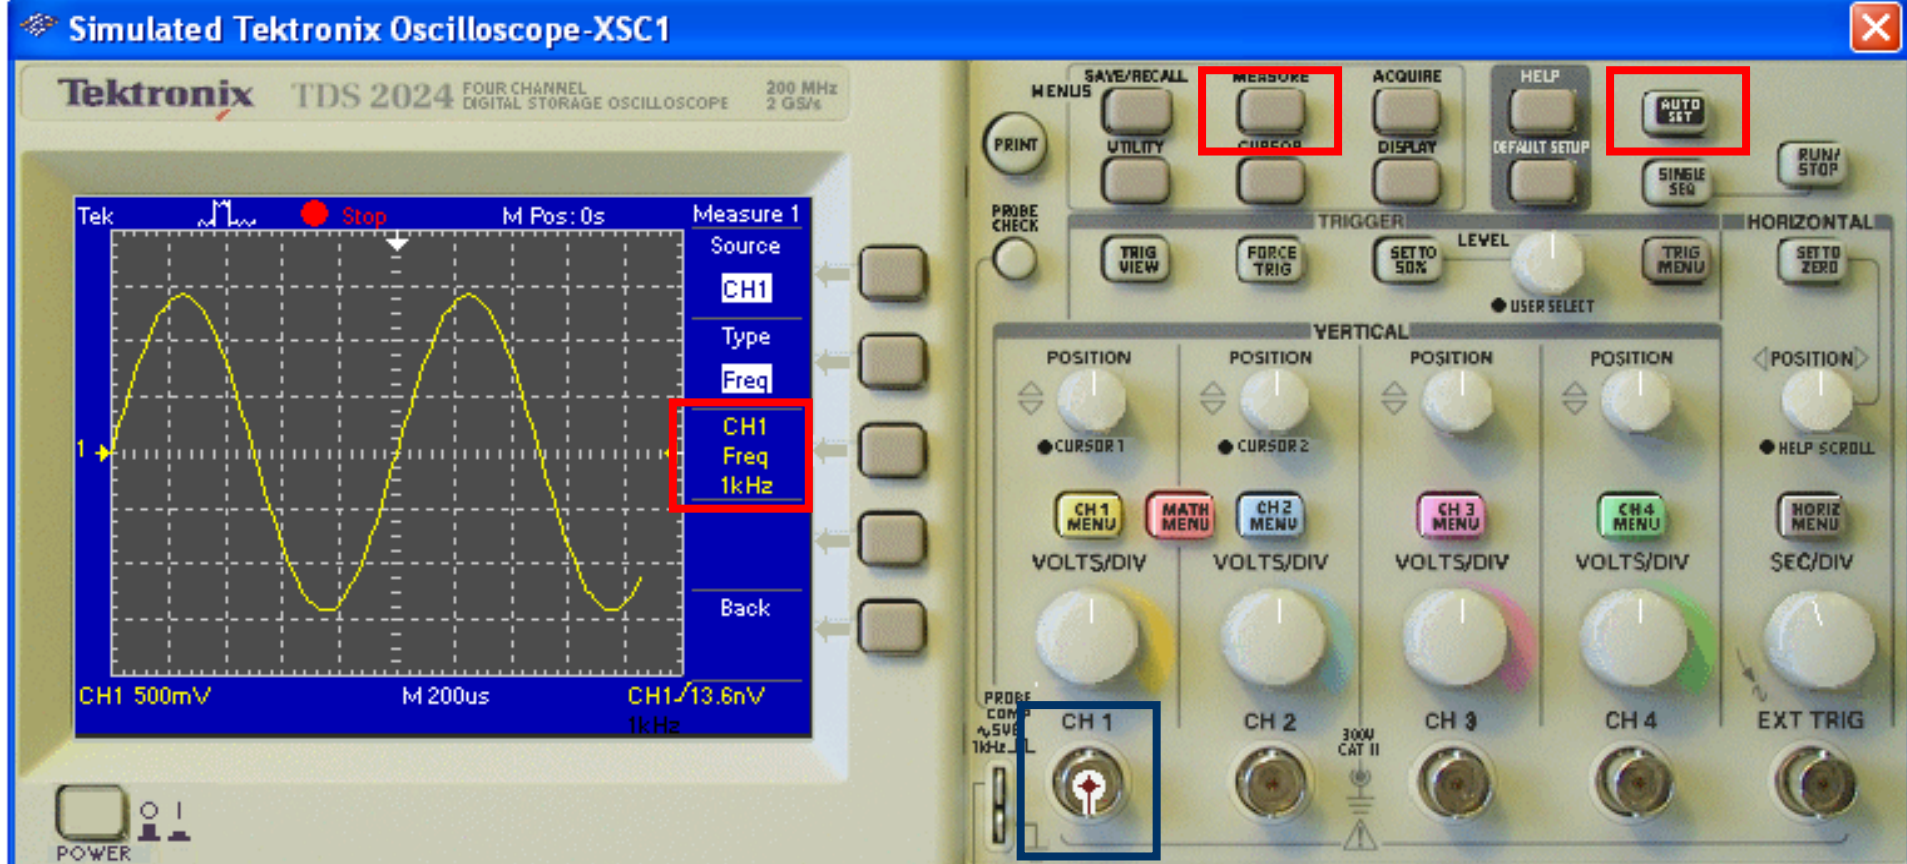 Simulated Tektronix Oscilloscope-XSC1
Tektronix TDS 2024 FOUR CHANNEL DIGITAL STORAGE OSCILLOSCOPE 200 MHz 2 GS/s
Tek Stop M Pos: 0s Measure 1
Source
CH1
Type
Freq
CH1
Freq
1kHz
Back
1
CH1 500mV M 200us CH1 13.6nV
1kHz
POWER
O I
MENUS
SAVE/RECALL MEASURE ACQUIRE
UTILITY CURSOR DISPLAY
PRINT
HELP
DEFAULT SETUP
AUTO SET
SINGLE SEQ
RUN/ STOP
PROBE CHECK
TRIGGER
TRIG VIEW
FORCE TRIG
SET TO 50%
LEVEL
USER SELECT
TRIG MENU
HORIZONTAL
SET TO ZERO
VERTICAL
POSITION POSITION POSITION POSITION POSITION
CURSOR 1 CURSOR 2 HELP SCROLL
CH 1 MENU
MATH MENU
CH 2 MENU
CH 3 MENU
CH 4 MENU
HORIZ MENU
VOLTS/DIV VOLTS/DIV VOLTS/DIV VOLTS/DIV SEC/DIV
PROBE COMP
~5V
1kHz
CH 1 CH 2 CH 3 CH 4 EXT TRIG
300V CAT II